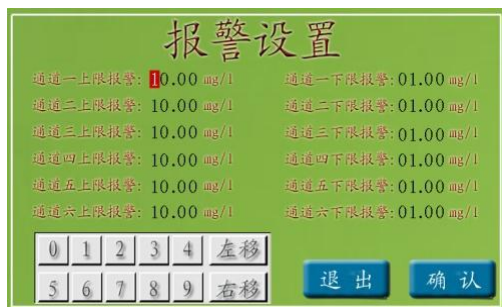 报警设置
通道一上限报警: 10.00 mg/l 通道一下限报警: 01.00 mg/l
通道二上限报警: 10.00 mg/l 通道二下限报警: 01.00 mg/l
通道三上限报警: 10.00 mg/l 通道三下限报警: 01.00 mg/l
通道四上限报警: 10.00 mg/l 通道四下限报警: 01.00 mg/l
通道五上限报警: 10.00 mg/l 通道五下限报警: 01.00 mg/l
通道六上限报警: 10.00 mg/l 通道六下限报警: 01.00 mg/l
0 1 2 3 4 左移
5 6 7 8 9 右移
退出 确认